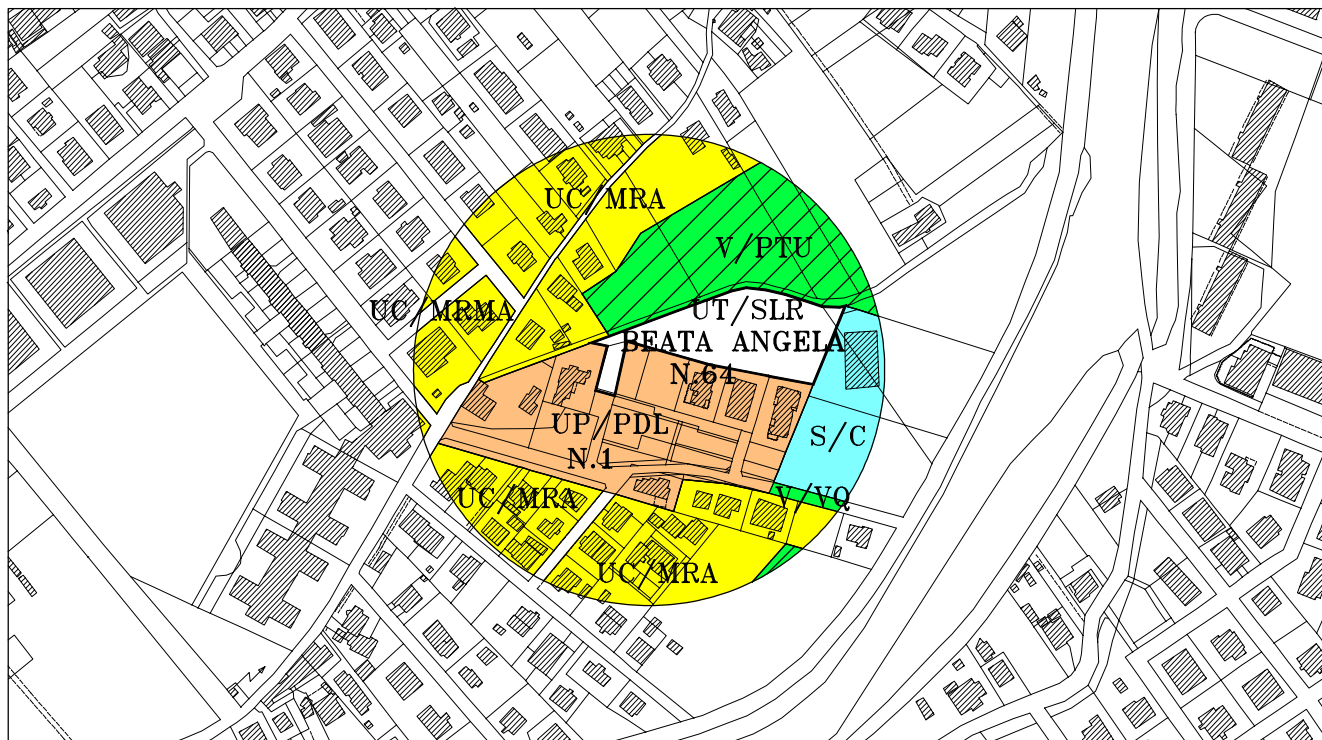 UC/MRA
V/PTU
UC/MRMA
UT/SLR
BEATA ANGELA
N.64
UP/PDL
N.1
S/C
UC/MRA
V/VQ
UC/MRA